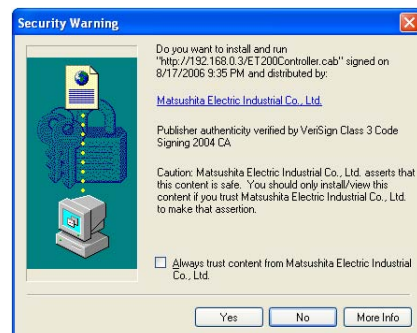 Security Warning
Do you want to install and run
"http://192.168.0.3/ET200Controller.cab" signed on
8/17/2006 9:35 PM and distributed by:
Matsushita Electric Industrial Co., Ltd.
Publisher authenticity verified by VeriSign Class 3 Code
Signing 2004 CA
Caution: Matsushita Electric Industrial Co., Ltd. asserts that
this content is safe. You should only install/view this
content if you trust Matsushita Electric Industrial Co., Ltd.
to make that assertion.
Always trust content from Matsushita Electric Industrial
Co., Ltd.
Yes No More Info